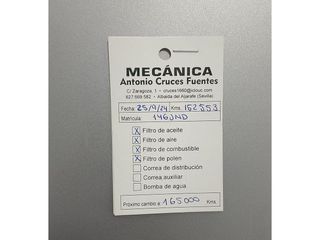 MECÁNICA
Antonio Cruces Fuentes
C/ Zaragoza, 1 - cruces1660@icloud.com
627 669 582 - Albaida del Aljarafe (Sevilla)
Fecha: 25/9/24 Kms. 152553
Matrícula:
X Filtro de aceite
X Filtro de aire
X Filtro de combustible
X Filtro de polen
Correa de distribución
Correa auxiliar
Bomba de agua
Próximo cambio a 165000 Kms.